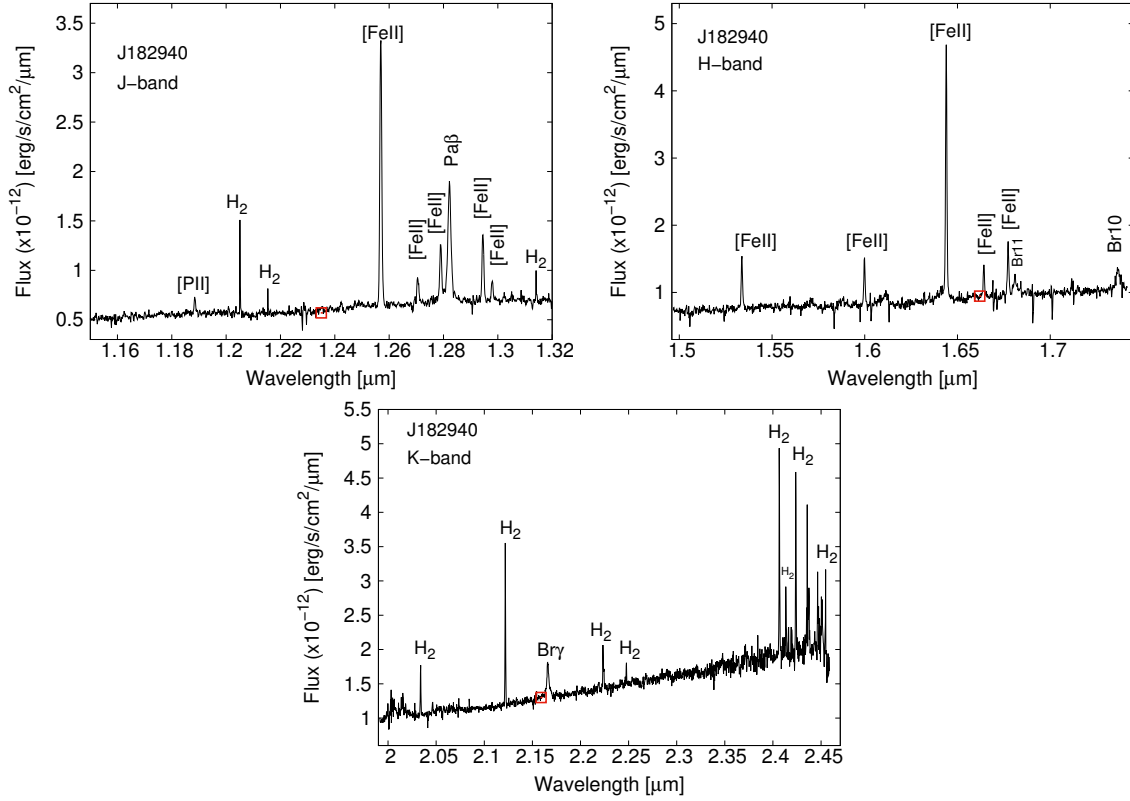 J182940
J−band
[PII]
H₂
H₂
[FeII]
[FeII]
[FeII]
Paβ
[FeII]
[FeII]
H₂
Flux (x10⁻¹²) [erg/s/cm²/μm]
3.5
3
2.5
2
1.5
1
0.5
1.16
1.18
1.2
1.22
1.24
1.26
1.28
1.3
1.32
Wavelength [μm]
J182940
H−band
[FeII]
[FeII]
[FeII]
[FeII]
[FeII]
Br11
Br10
Flux (x10⁻¹²) [erg/s/cm²/μm]
5
4
3
2
1
1.5
1.55
1.6
1.65
1.7
Wavelength [μm]
J182940
K−band
H₂
H₂
Brγ
H₂
H₂
H₂
H₂
H₂
H₂
Flux (x10⁻¹²) [erg/s/cm²/μm]
5.5
5
4.5
4
3.5
3
2.5
2
1.5
1
2
2.05
2.1
2.15
2.2
2.25
2.3
2.35
2.4
2.45
Wavelength [μm]